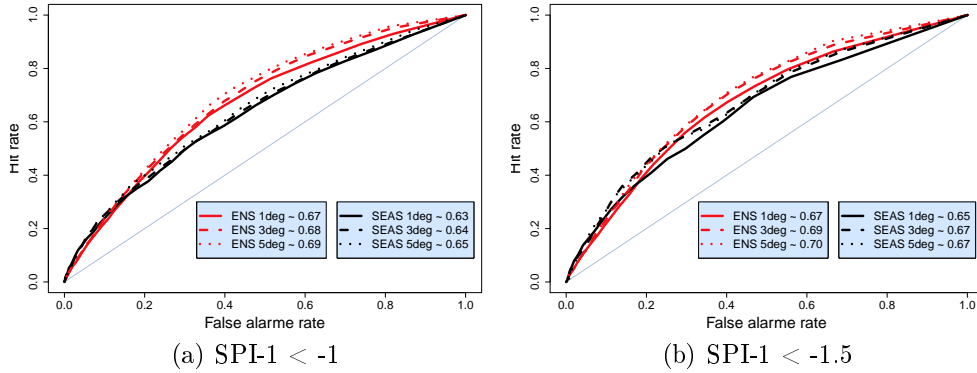 Hit rate
0.0 0.2 0.4 0.6 0.8 1.0
ENS 1deg ~ 0.67
ENS 3deg ~ 0.68
ENS 5deg ~ 0.69
SEAS 1deg ~ 0.63
SEAS 3deg ~ 0.64
SEAS 5deg ~ 0.65
0.0 0.2 0.4 0.6 0.8 1.0
False alarme rate
(a) SPI-1 < -1
Hit rate
0.0 0.2 0.4 0.6 0.8 1.0
ENS 1deg ~ 0.67
ENS 3deg ~ 0.69
ENS 5deg ~ 0.70
SEAS 1deg ~ 0.65
SEAS 3deg ~ 0.67
SEAS 5deg ~ 0.67
0.0 0.2 0.4 0.6 0.8 1.0
False alarme rate
(b) SPI-1 < -1.5